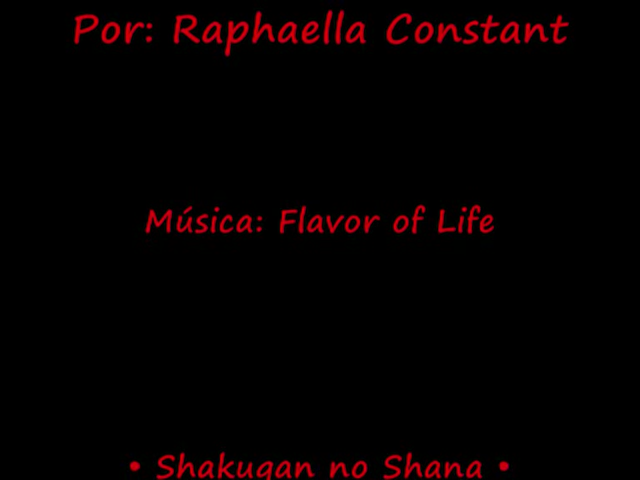 Por: Raphaella Constant
Música: Flavor of Life
• Shakugan no Shana •